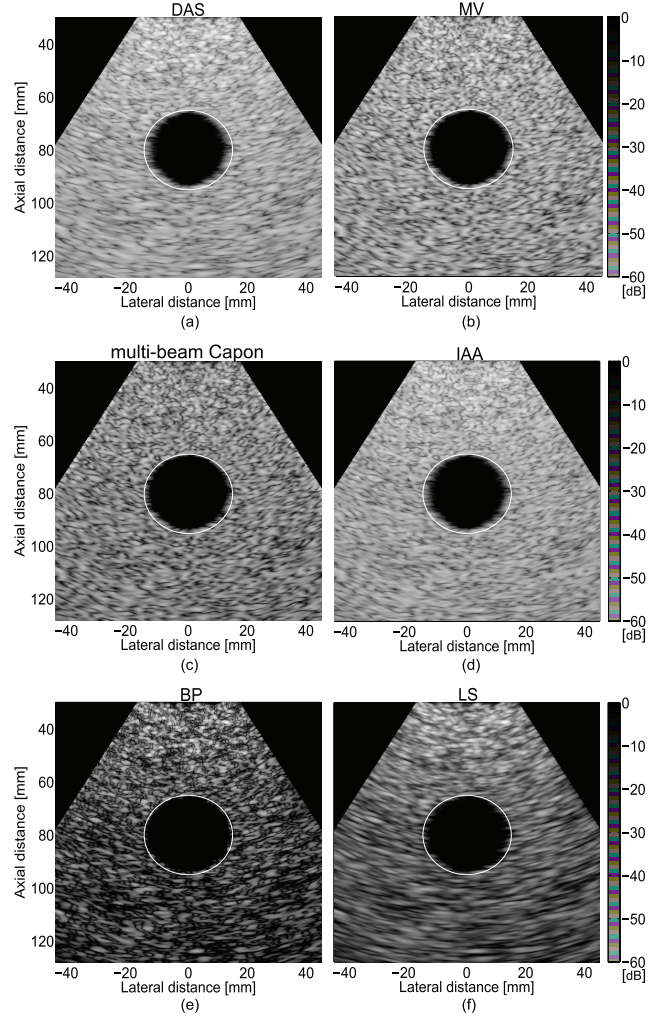 DAS
MV
Axial distance [mm]
40
60
80
100
120
0
−10
−20
−30
−40
−50
−60
[dB]
−40 −20 0 20 40
Lateral distance [mm]
(a)
−40 −20 0 20 40
Lateral distance [mm]
(b)
multi-beam Capon
IAA
Axial distance [mm]
40
60
80
100
120
0
−10
−20
−30
−40
−50
−60
[dB]
−40 −20 0 20 40
Lateral distance [mm]
(c)
−40 −20 0 20 40
Lateral distance [mm]
(d)
BP
LS
Axial distance [mm]
40
60
80
100
120
0
−10
−20
−30
−40
−50
−60
[dB]
−40 −20 0 20 40
Lateral distance [mm]
(e)
−40 −20 0 20 40
Lateral distance [mm]
(f)